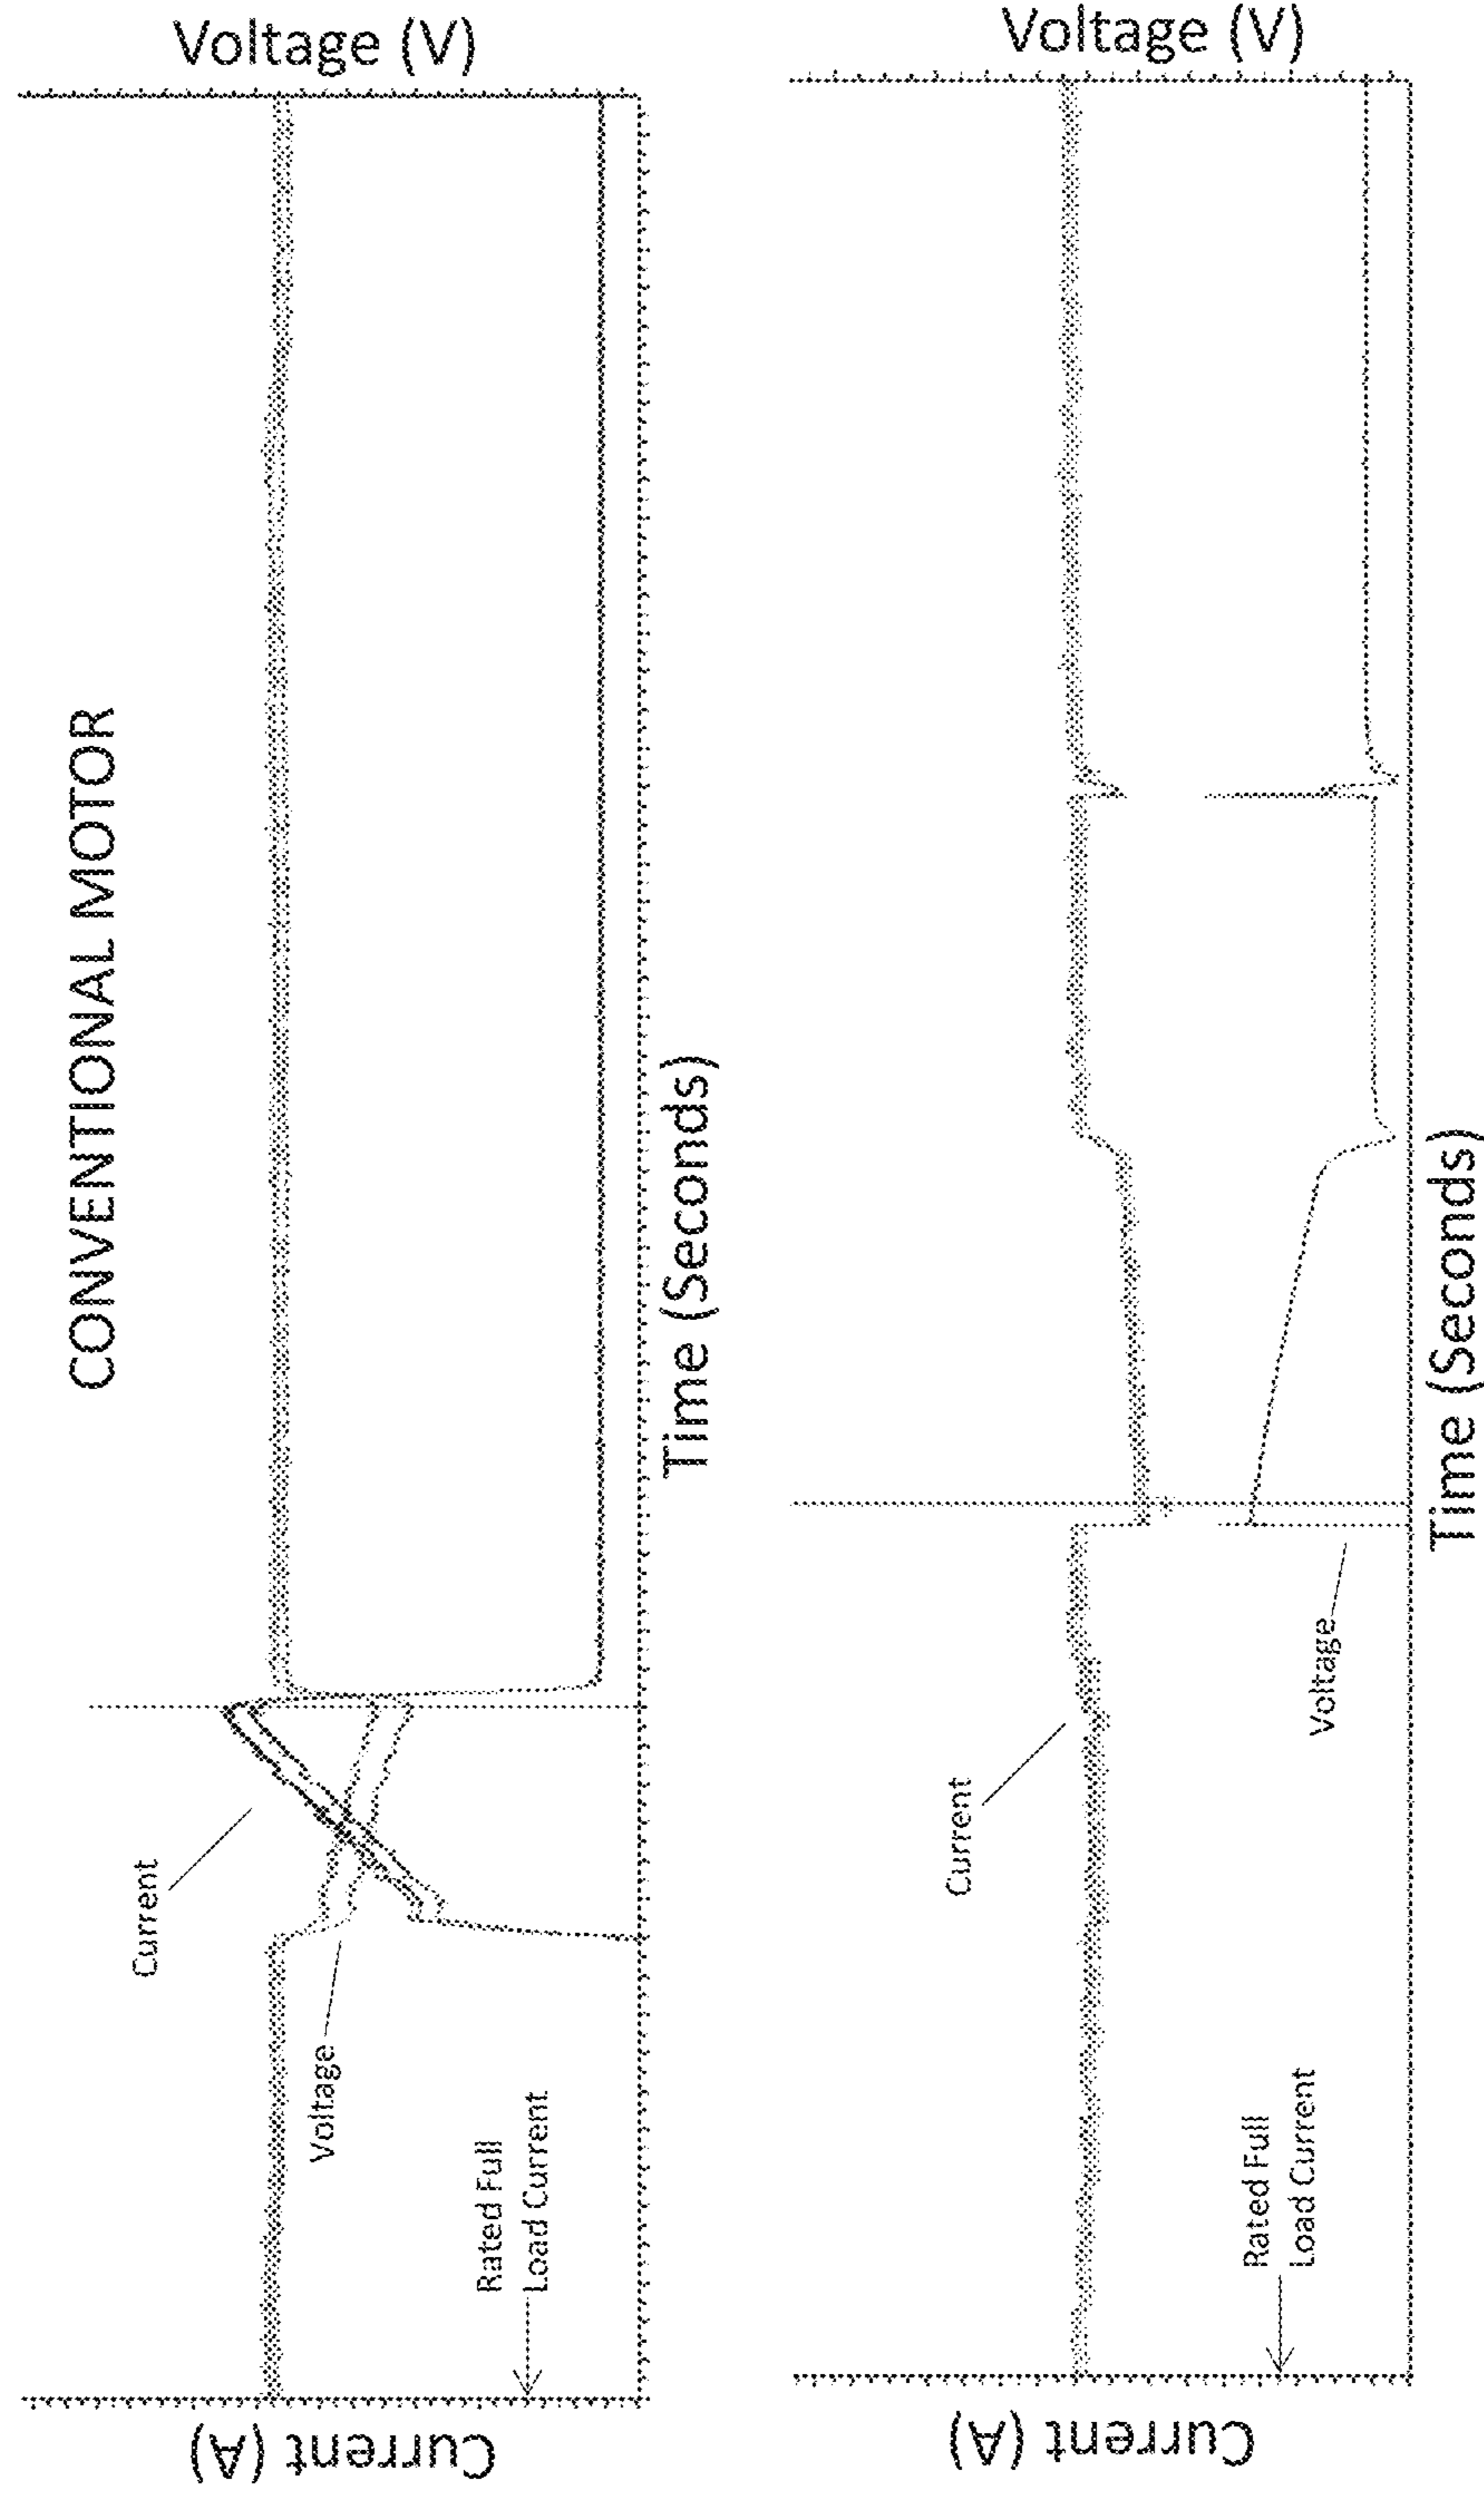 CONVENTIONAL MOTOR
Current (A)
Voltage (V)
Current
Voltage
Rated Full
Load Current
Time (Seconds)
Current (A)
Voltage (V)
Current
Voltage
Rated Full
Load Current
Time (Seconds)